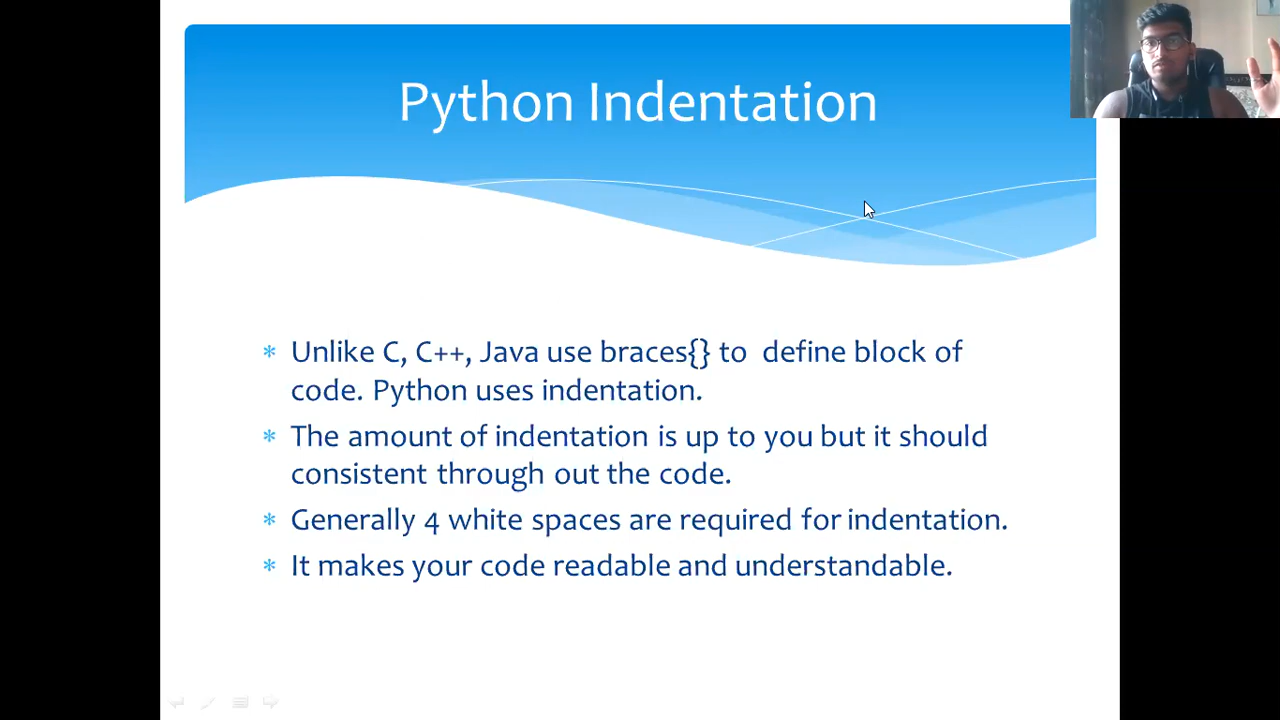 Python Indentation
* Unlike C, C++, Java use braces{} to define block of
code. Python uses indentation.
* The amount of indentation is up to you but it should
consistent through out the code.
* Generally 4 white spaces are required for indentation.
* It makes your code readable and understandable.